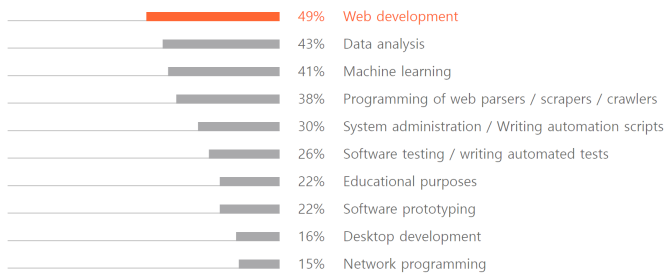 49% Web development
43% Data analysis
41% Machine learning
38% Programming of web parsers / scrapers / crawlers
30% System administration / Writing automation scripts
26% Software testing / writing automated tests
22% Educational purposes
22% Software prototyping
16% Desktop development
15% Network programming